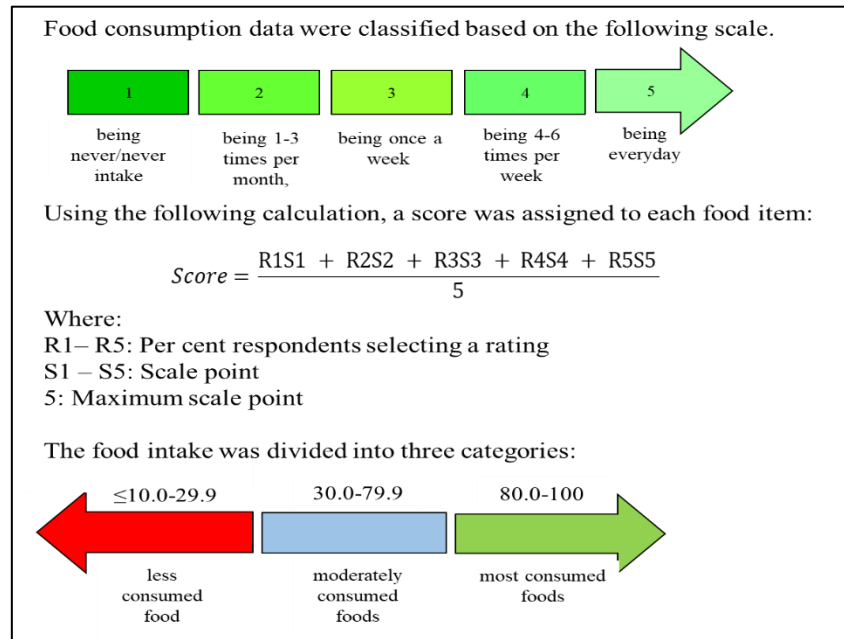 Food consumption data were classified based on the following scale.
1 2 3 4 5
being never/never intake
being 1-3 times per month,
being once a week
being 4-6 times per week
being everyday
Using the following calculation, a score was assigned to each food item:
Score = R1S1 + R2S2 + R3S3 + R4S4 + R5S5
5
Where:
R1– R5: Per cent respondents selecting a rating
S1 – S5: Scale point
5: Maximum scale point
The food intake was divided into three categories:
≤10.0-29.9 30.0-79.9 80.0-100
less consumed food
moderately consumed foods
most consumed foods